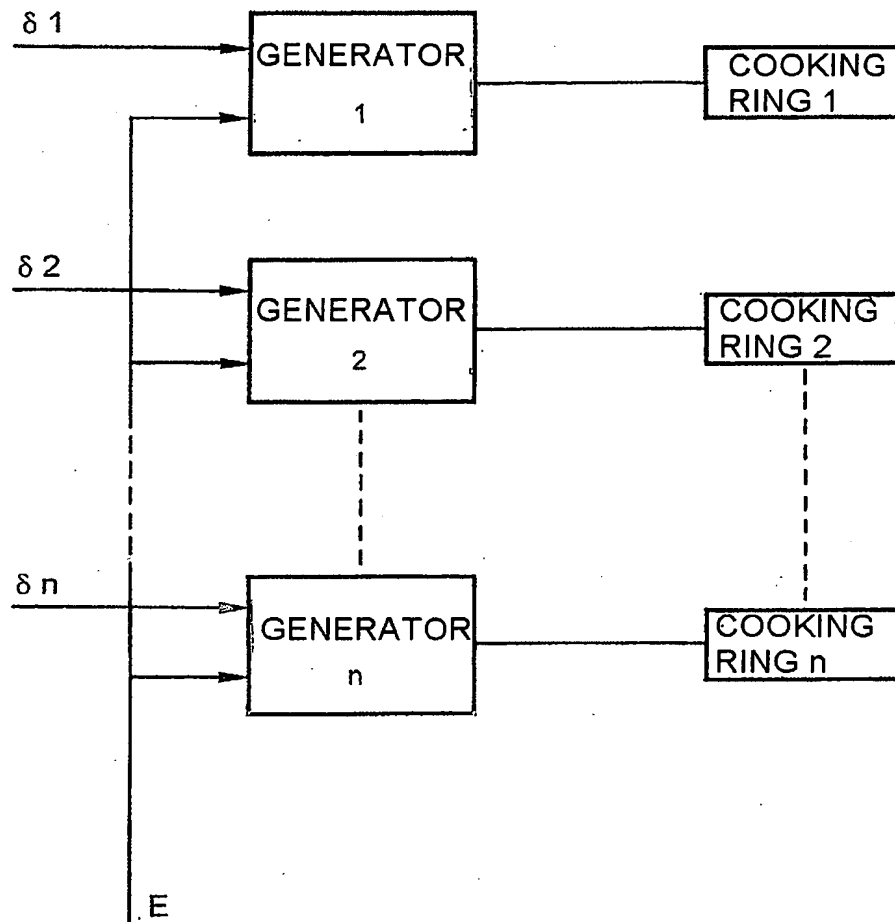 δ 1
GENERATOR
1
COOKING
RING 1
δ 2
GENERATOR
2
COOKING
RING 2
δ n
GENERATOR
n
COOKING
RING n
E